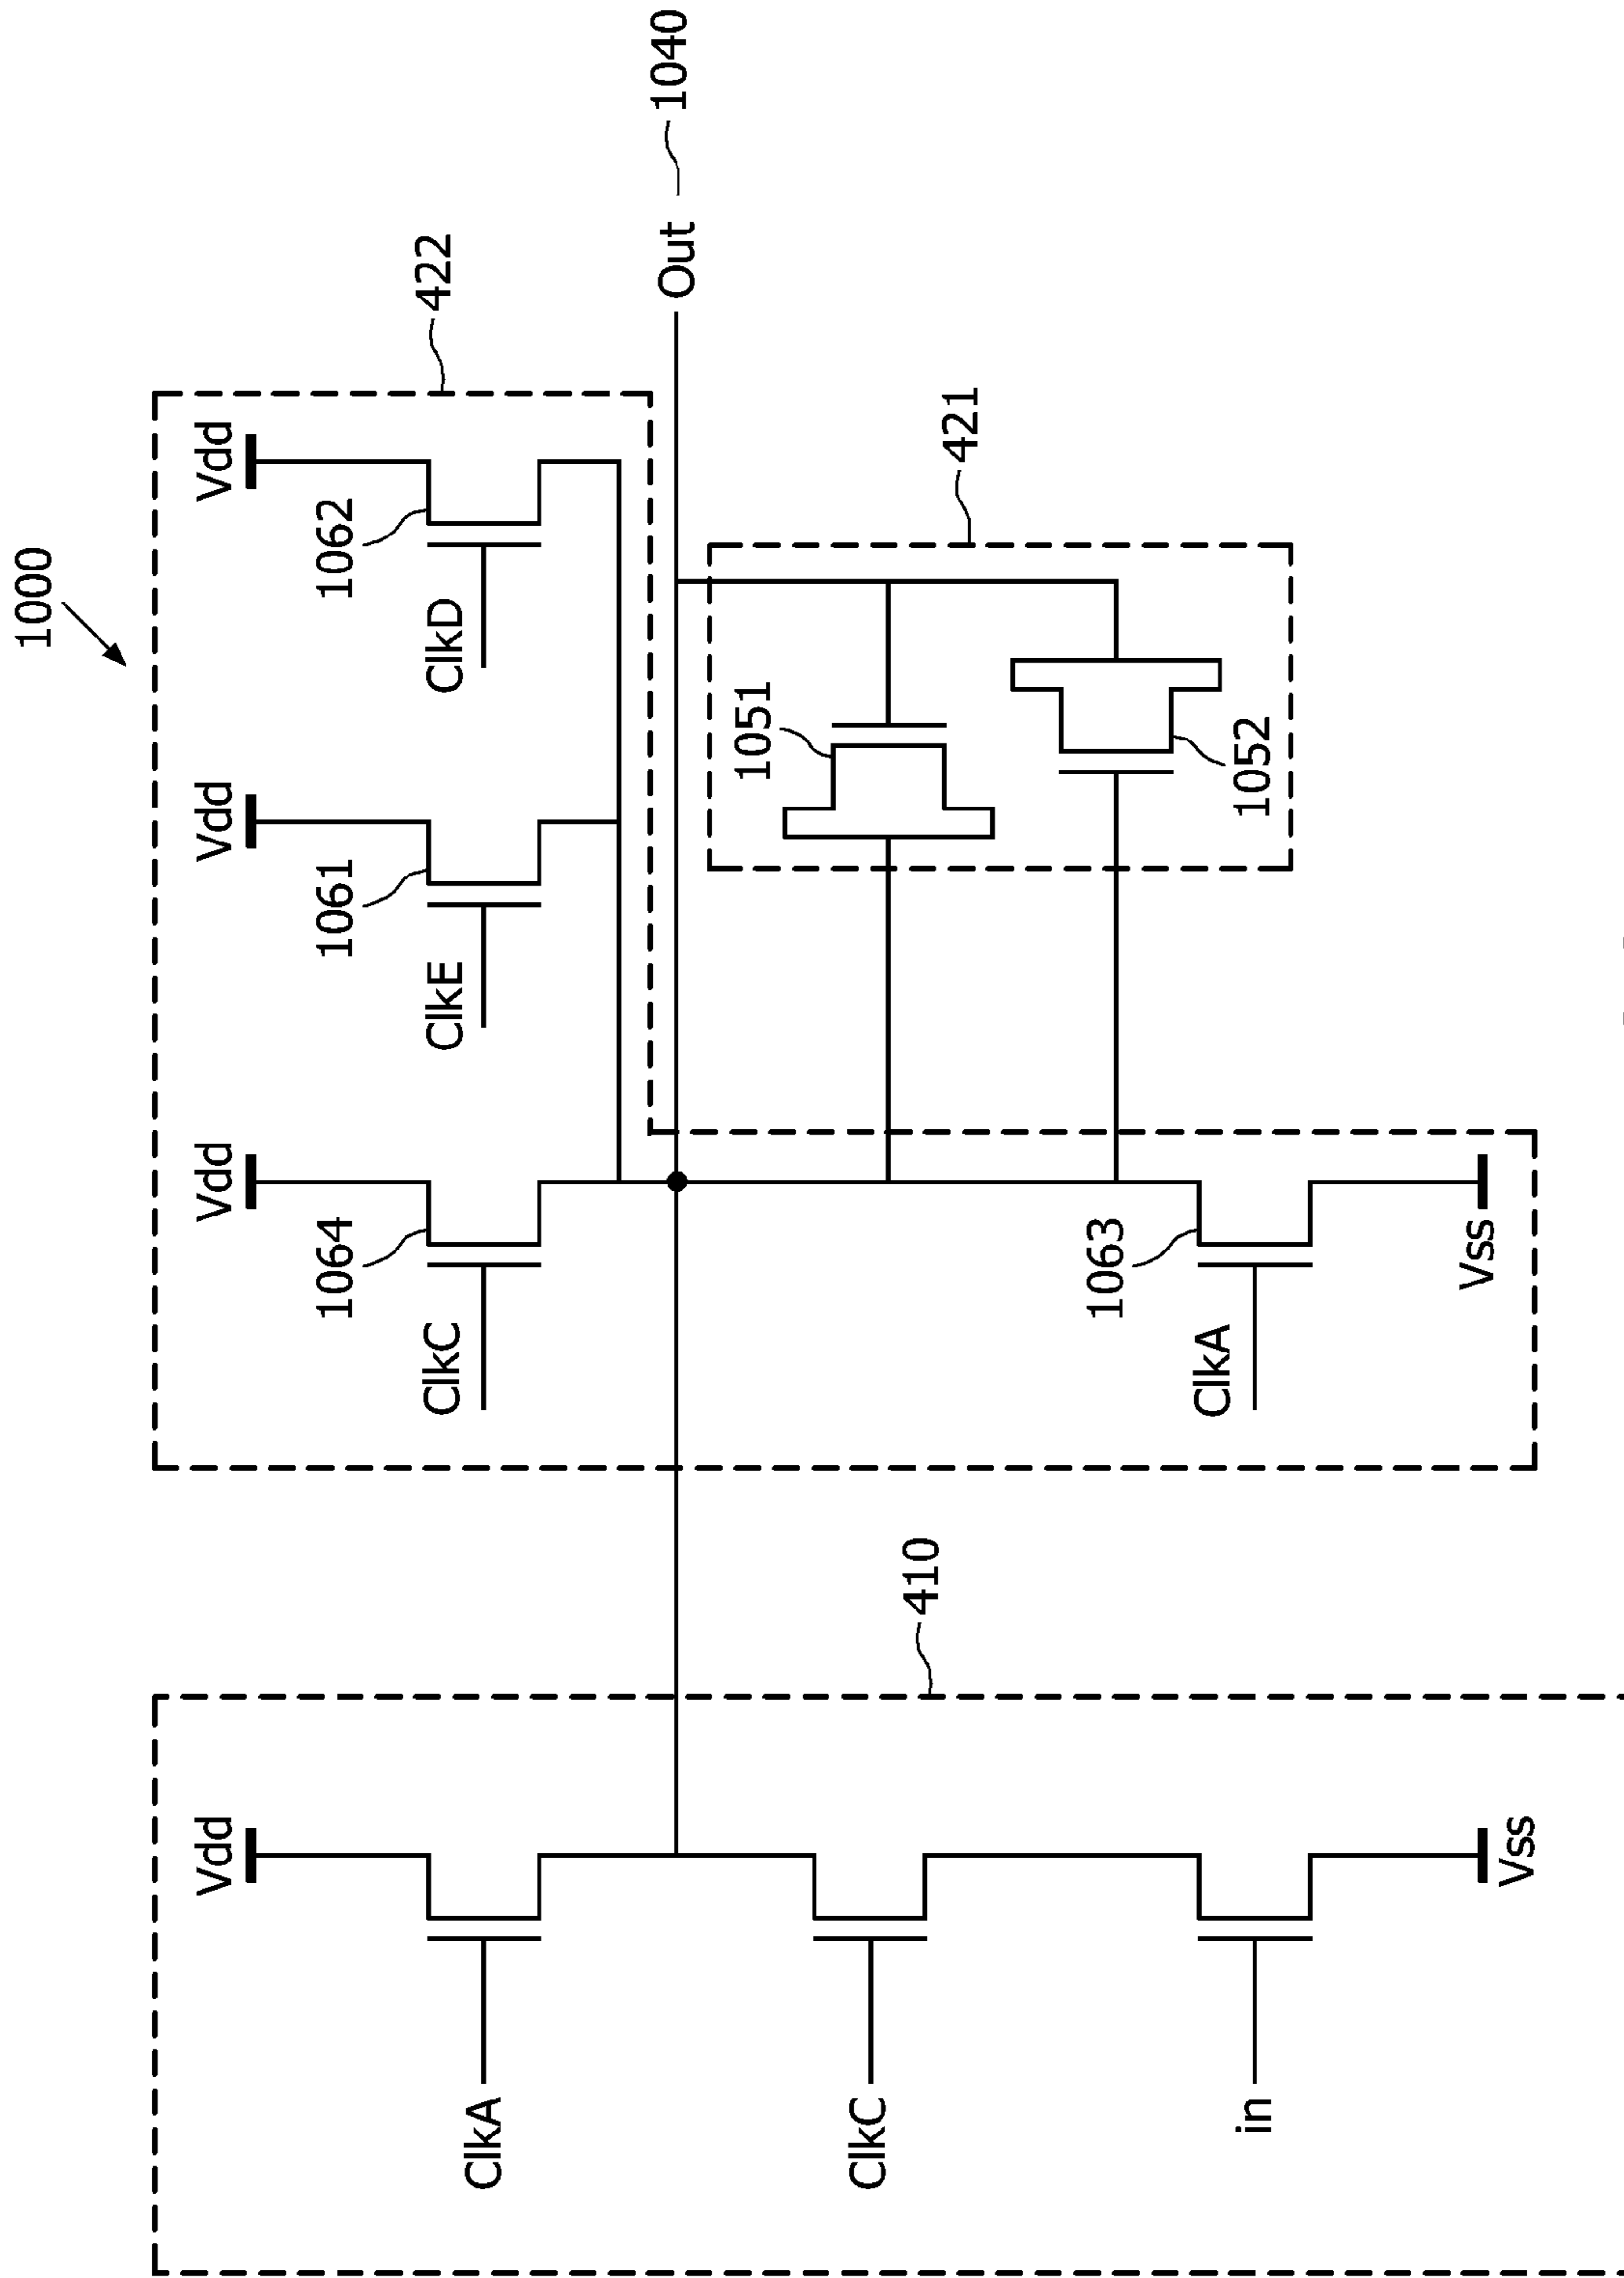 1000
Vdd
Vdd
Vdd
Vdd
1064
1061
1062
ClkC
ClkE
ClkD
422
ClkA
Out
1040
1051
ClkC
410
421
1063
ClkA
in
1052
Vss
Vss